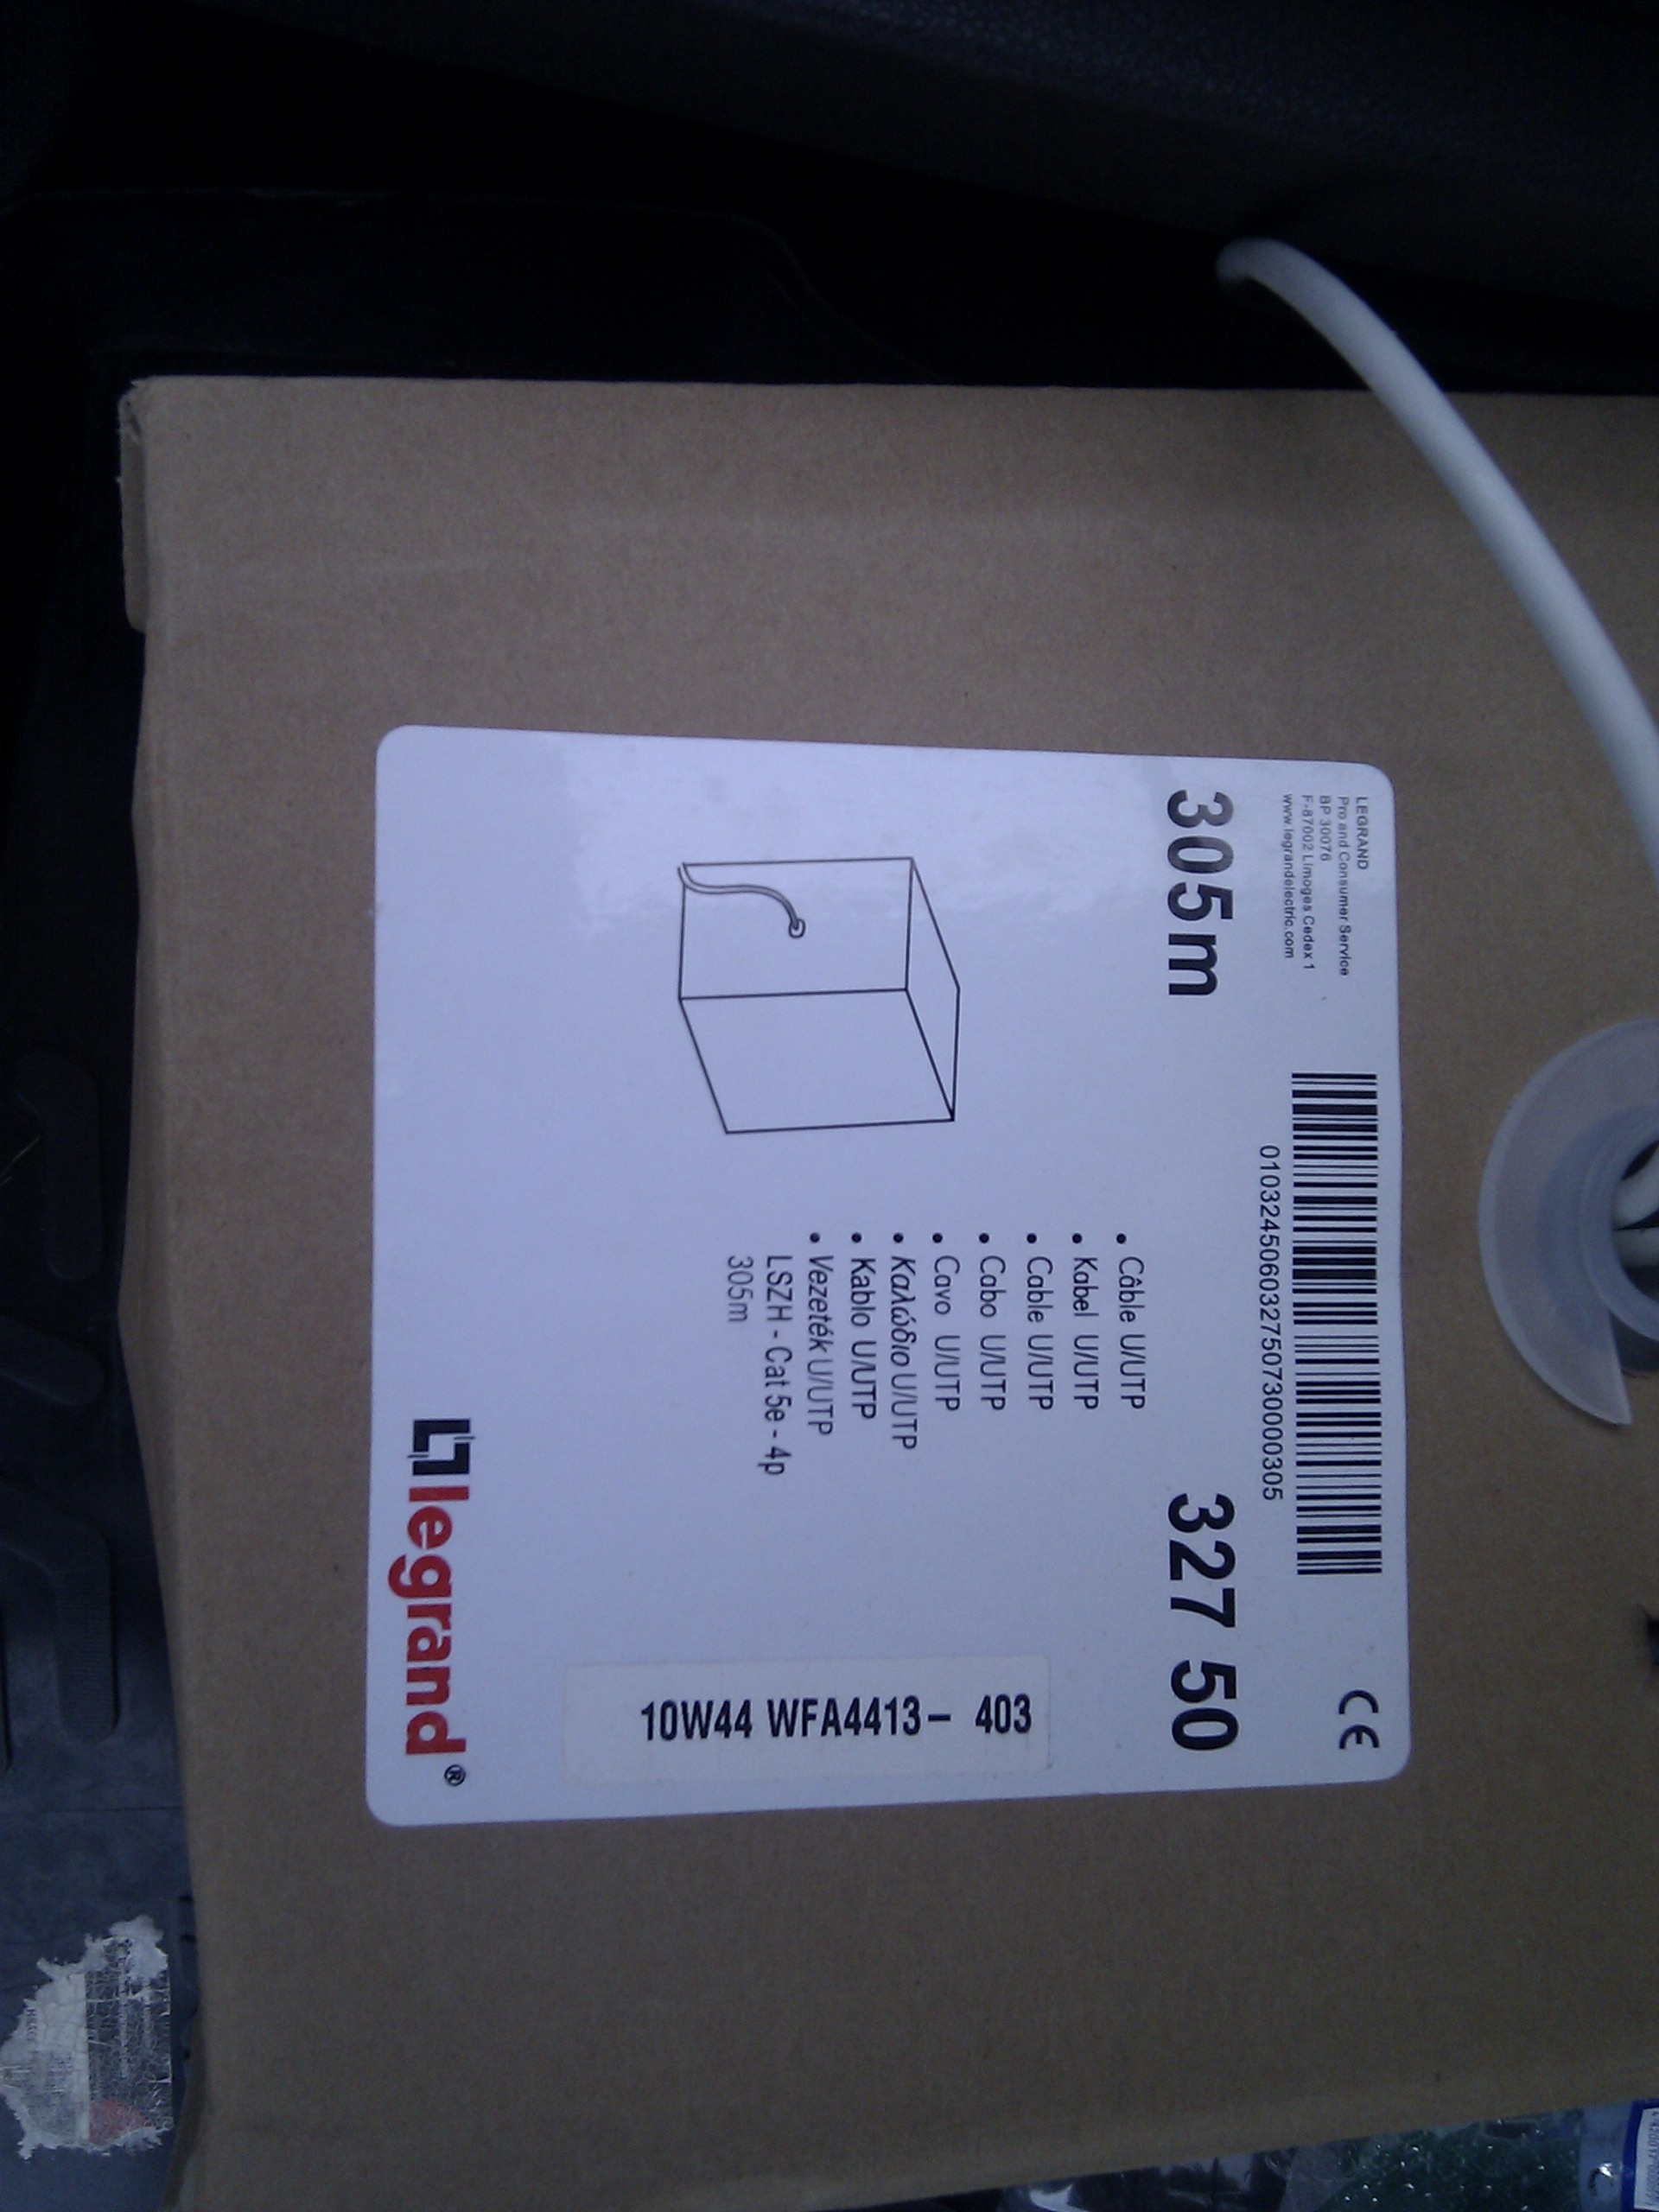 LEGRAND
Pro and Consumer Service
BP 30076
F-87002 Limoges Cedex 1
www.legrandelectric.com
01032450603275073000305
CE
305m
327 50
• Câble U/UTP
• Kabel U/UTP
• Cable U/UTP
• Cabo U/UTP
• Cavo U/UTP
• Καλώδιο U/UTP
• Kablo U/UTP
• Vezeték U/UTP
LSZH - Cat 5e - 4p
305m
10W44 WFA4413- 403
legrand®